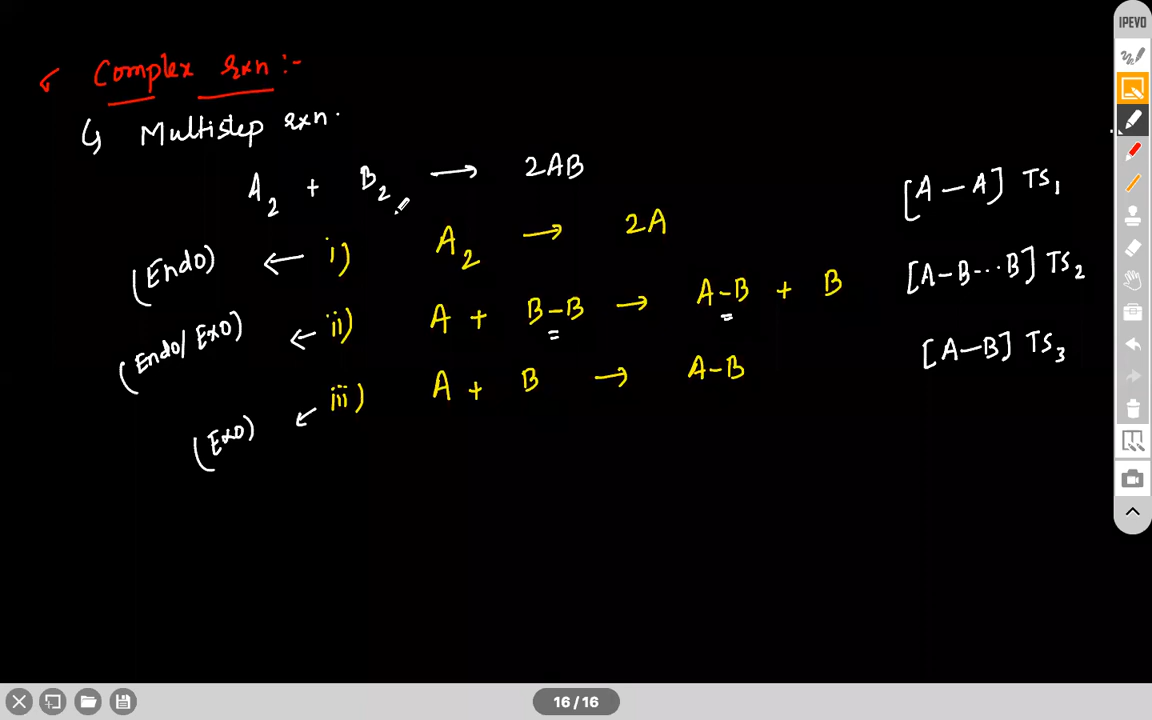 IPEVO
Complex rxn :-
↳ Multistep rxn.
A₂ + B₂ → 2AB
(Endo) ← i) A₂ → 2A [A – A] TS₁
(Endo/Exo) ← ii) A + B–B → A–B + B [A–B···B] TS₂
(Exo) ← iii) A + B → A–B [A–B] TS₃
16 / 16